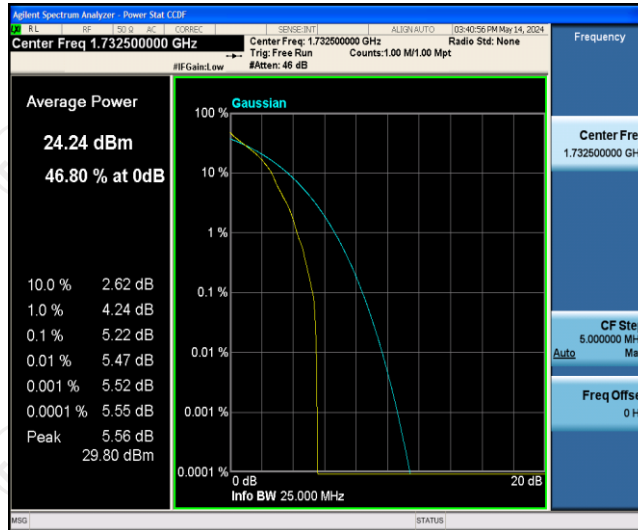 Agilent Spectrum Analyzer - Power Stat CCDF
RL RF 50 Ω AC CORREC SENSE:INT ALIGN AUTO 03:40:56 PM May 14, 2024
Center Freq 1.732500000 GHz
Center Freq: 1.732500000 GHz Radio Std: None
Trig: Free Run Counts:1.00 M/1.00 Mpt
#IFGain:Low #Atten: 46 dB
Frequency
Average Power
24.24 dBm
46.80 % at 0dB
10.0 % 2.62 dB
1.0 % 4.24 dB
0.1 % 5.22 dB
0.01 % 5.47 dB
0.001 % 5.52 dB
0.0001 % 5.55 dB
Peak 5.56 dB
29.80 dBm
Gaussian
100 %
10 %
1 %
0.1 %
0.01 %
0.001 %
0.0001 %
0 dB 20 dB
Info BW 25.000 MHz
Center Fre
1.732500000 GH
CF Ste
5.000000 MH
Auto Ma
Freq Offse
0 H
MSG STATUS